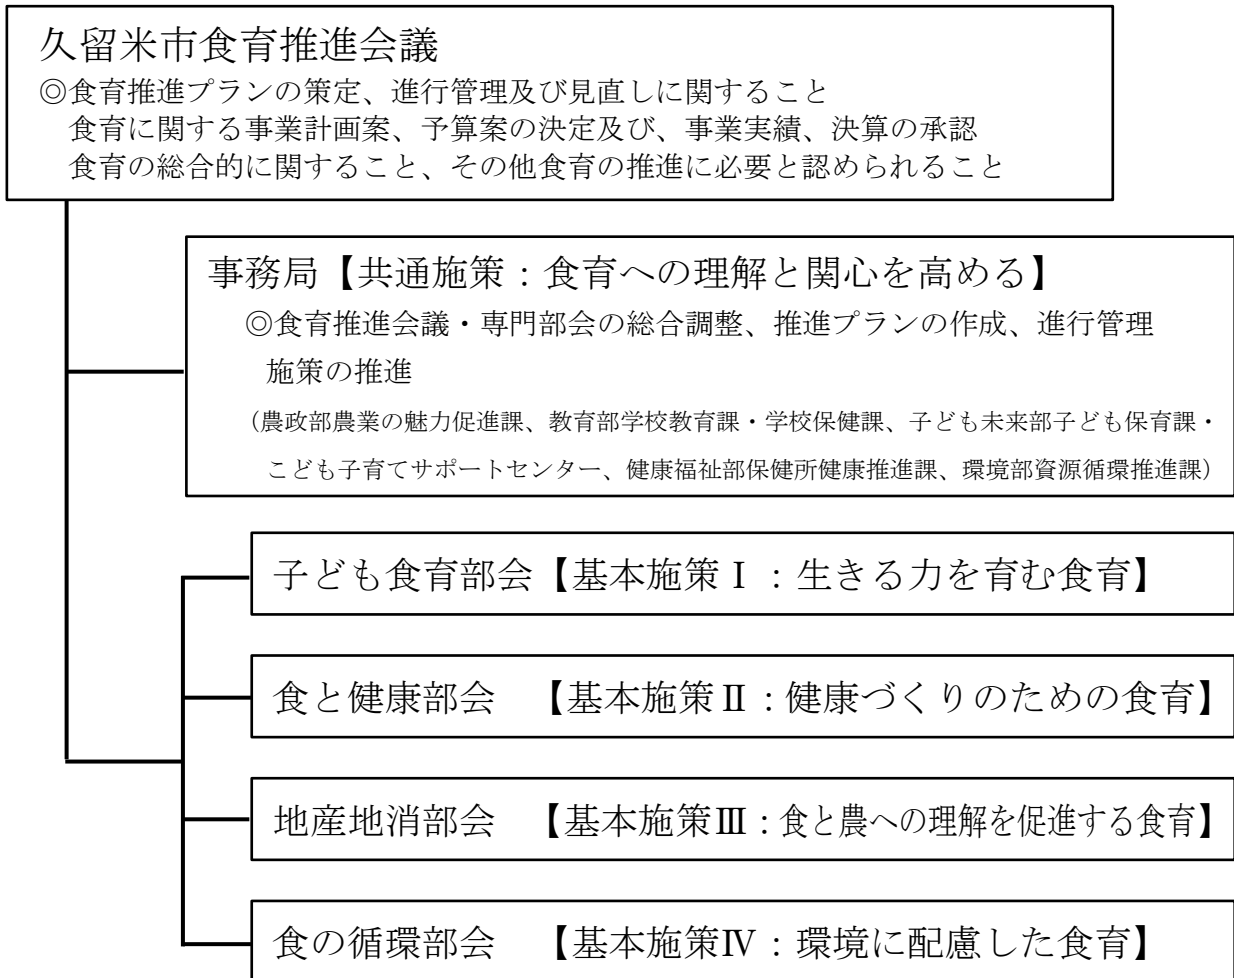 久留米市食育推進会議
◎食育推進プランの策定、進行管理及び見直しに関すること
食育に関する事業計画案、予算案の決定及び、事業実績、決算の承認
食育の総合的に関すること、その他食育の推進に必要と認められること
事務局【共通施策：食育への理解と関心を高める】
◎食育推進会議・専門部会の総合調整、推進プランの作成、進行管理
施策の推進
（農政部農業の魅力促進課、教育部学校教育課・学校保健課、子ども未来部子ども保育課・
こども子育てサポートセンター、健康福祉部保健所健康推進課、環境部資源循環推進課）
子ども食育部会【基本施策Ⅰ：生きる力を育む食育】
食と健康部会　【基本施策Ⅱ：健康づくりのための食育】
地産地消部会　【基本施策Ⅲ：食と農への理解を促進する食育】
食の循環部会　【基本施策Ⅳ：環境に配慮した食育】